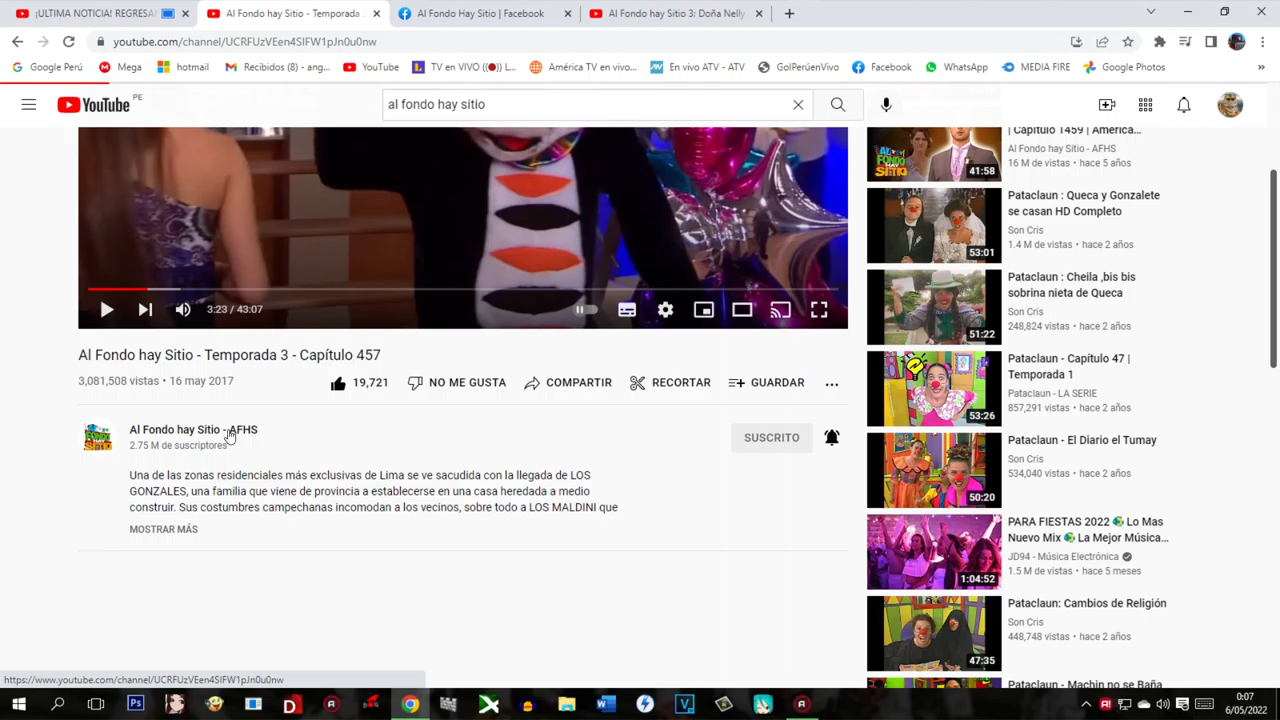 ¡ULTIMA NOTICIA! REGRESA
Al Fondo hay Sitio - Temporada
Al Fondo Hay Sitio | Facebook
Al Fondo hay Sitio 3: Doña Nelly
youtube.com/channel/UCRFUzVEen4SIFW1pJn0u0nw
Google Perú
Mega
hotmail
Recibidos (8) - ang...
YouTube
TV en VIVO ((●)) L...
América TV en vivo...
En vivo ATV - ATV
GolPerúenVivo
Facebook
WhatsApp
MEDIA FIRE
Google Photos
YouTube
PE
al fondo hay sitio
3:23 / 43:07
Al Fondo hay Sitio - Temporada 3 - Capítulo 457
3,081,508 vistas • 16 may 2017
19,721
NO ME GUSTA
COMPARTIR
RECORTAR
GUARDAR
Al Fondo hay Sitio - AFHS
2.75 M de suscriptores
SUSCRITO
Una de las zonas residenciales más exclusivas de Lima se ve sacudida con la llegada de LOS
GONZALES, una familia que viene de provincia a establecerse en una casa heredada a medio
construir. Sus costumbres campechanas incomodan a los vecinos, sobre todo a LOS MALDINI que
MOSTRAR MÁS
AL FONDO HAY SITIO
41:58
| Capítulo 1459 | América...
Al Fondo hay Sitio - AFHS
16 M de vistas • hace 5 años
53:01
Pataclaun : Queca y Gonzalete
se casan HD Completo
Son Cris
1.4 M de vistas • hace 2 años
51:22
Pataclaun : Cheila ,bis bis
sobrina nieta de Queca
Son Cris
248,824 vistas • hace 2 años
53:26
Pataclaun - Capítulo 47 |
Temporada 1
Pataclaun - LA SERIE
857,291 vistas • hace 2 años
50:20
Pataclaun - El Diario el Tumay
Son Cris
534,040 vistas • hace 2 años
1:04:52
PARA FIESTAS 2022 Lo Mas
Nuevo Mix La Mejor Música...
JD94 - Música Electrónica
1.5 M de vistas • hace 5 meses
47:35
Pataclaun: Cambios de Religión
Son Cris
448,748 vistas • hace 2 años
Pataclaun - Machin no se Baña
https://www.youtube.com/channel/UCRFUzVEen4SIFW1pJn0u0nw
0:07
6/05/2022